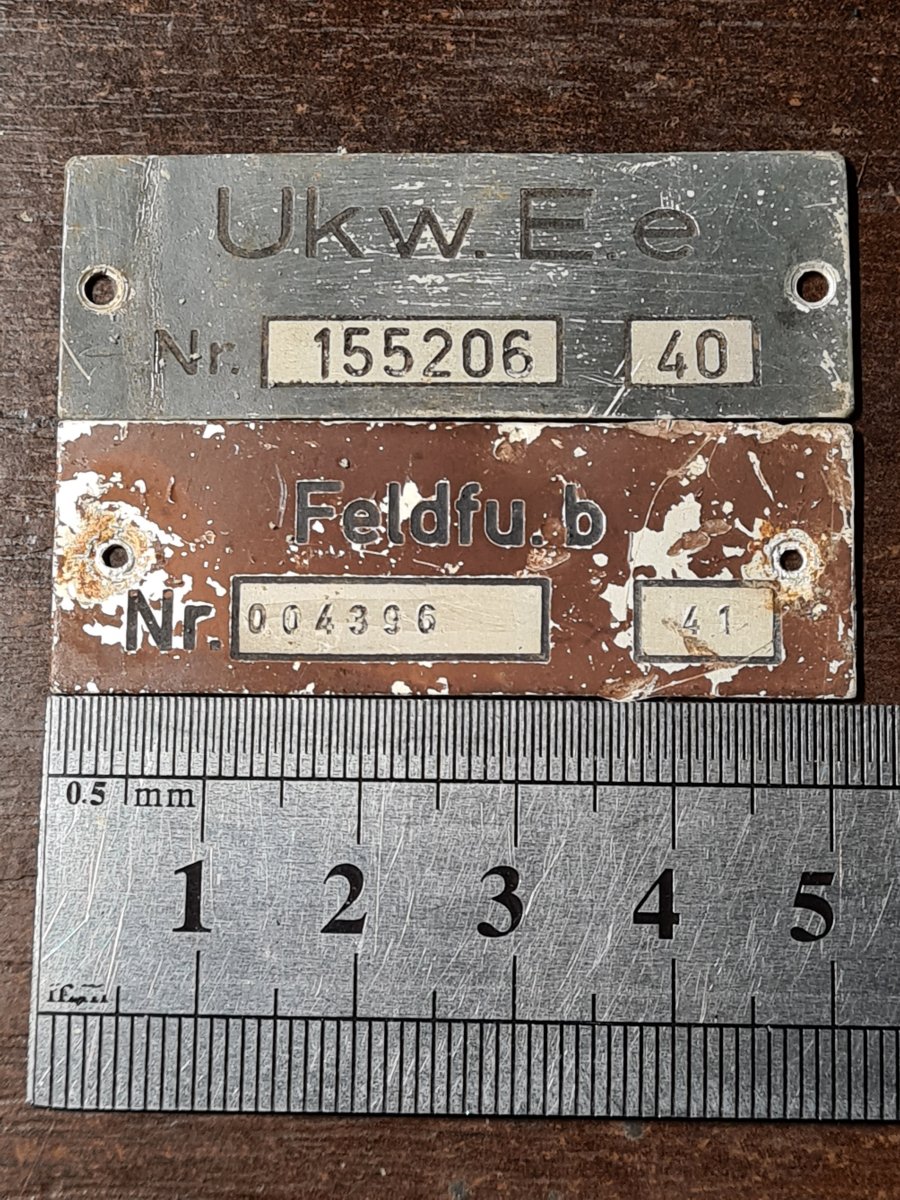 Ukw. E.e
Nr. 155206 40
Feldfu. b
Nr. 004396 41
0.5 mm
1 2 3 4 5